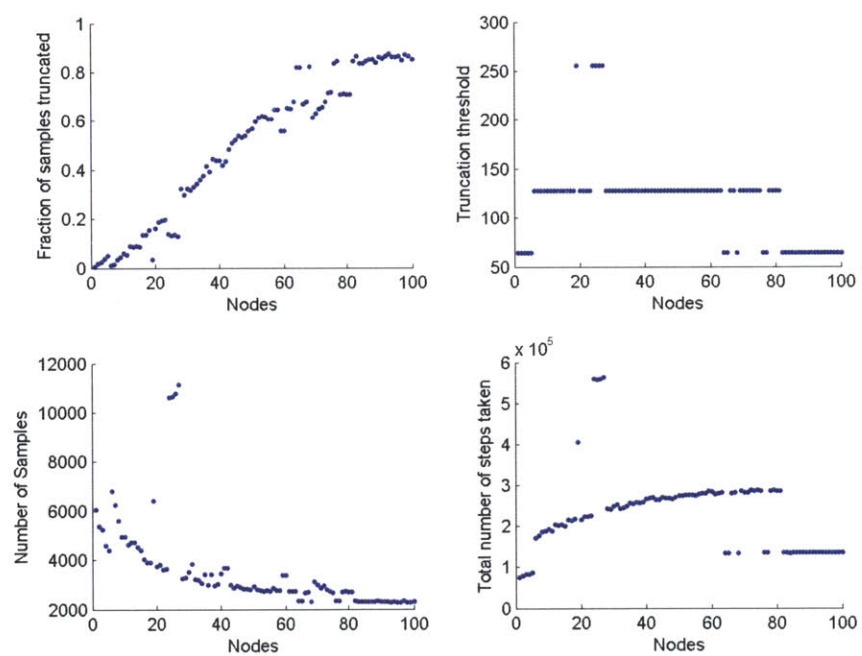 Fraction of samples truncated
1
0.8
0.6
0.4
0.2
0
0 20 40 60 80 100
Nodes
Truncation threshold
300
250
200
150
100
50
0 20 40 60 80 100
Nodes
Number of Samples
12000
10000
8000
6000
4000
2000
0 20 40 60 80 100
Nodes
x 10^5
Total number of steps taken
6
5
4
3
2
1
0
0 20 40 60 80 100
Nodes